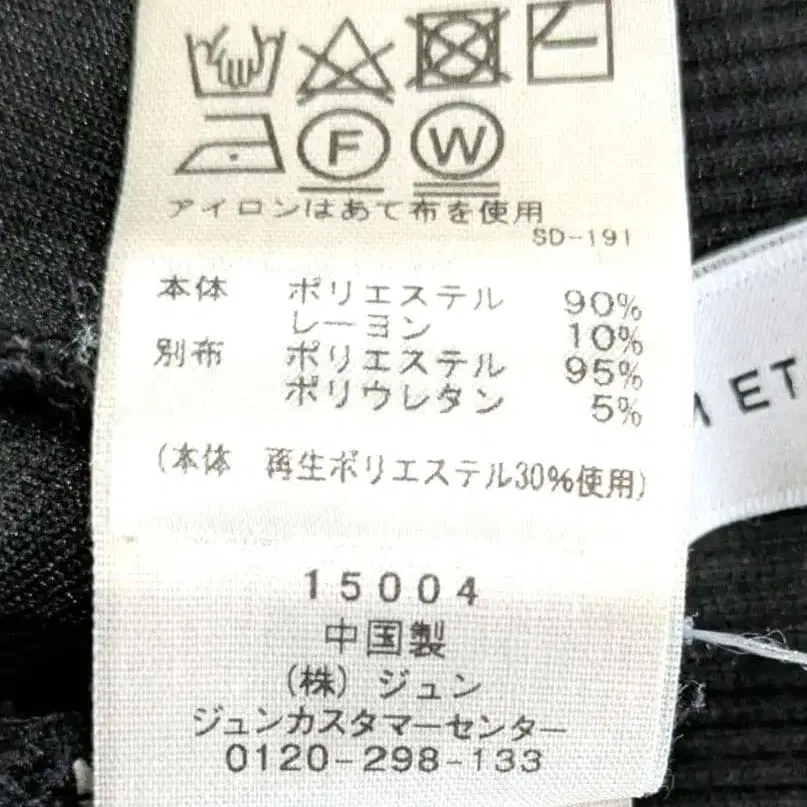 F W
アイロンはあて布を使用
SD-191
本体 ポリエステル 90%
レーヨン 10%
別布 ポリエステル 95%
ポリウレタン 5%
(本体 再生ポリエステル30%使用)
15004
中国製
(株) ジュン
ジュンカスタマーセンター
0120-298-133
ET